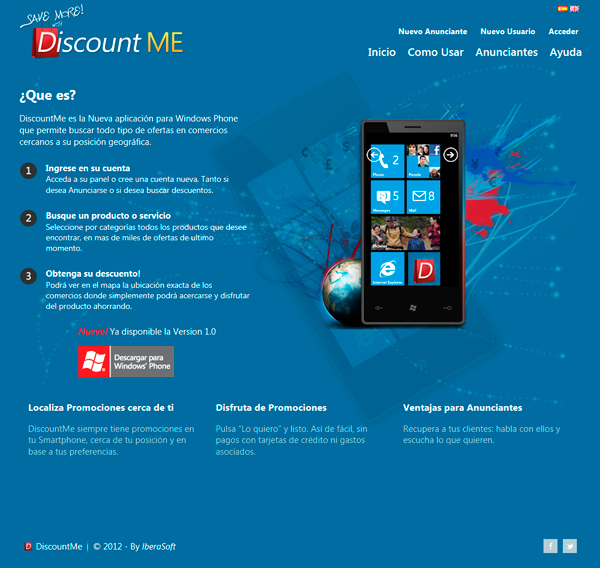 SAVE MORE!
WITH
Discount ME
Nuevo Anunciante Nuevo Usuario Acceder
Inicio Como Usar Anunciantes Ayuda
¿Que es?
DiscountMe es la Nueva aplicación para Windows Phone
que permite buscar todo tipo de ofertas en comercios
cercanos a su posición geográfica.
1 Ingrese en su cuenta
Acceda a su panel o cree una cuenta nueva. Tanto si
desea Anunciarse o si desea buscar descuentos.
2 Busque un producto o servicio
Seleccione por categorías todos los productos que desee
encontrar, en mas de miles de ofertas de ultimo
momento.
3 Obtenga su descuento!
Podrá ver en el mapa la ubicación exacta de los
comercios donde simplemente podrá acercarse y disfrutar
del producto ahorrando.
Nuevo! Ya disponible la Version 1.0
Descargar para
Windows® Phone
9:16
2
Phone
People
5
Messages
8
Mail
Pictures
Internet Explorer
D
Localiza Promociones cerca de ti
DiscountMe siempre tiene promociones en
tu Smartphone, cerca de tu posición y en
base a tus preferencias.
Disfruta de Promociones
Pulsa "Lo quiero" y listo. Asi de fácil, sin
pagos con tarjetas de crédito ni gastos
asociados.
Ventajas para Anunciantes
Recupera a tus clientes: habla con ellos y
escucha lo que quieren.
D DiscountMe | © 2012 - By IberaSoft